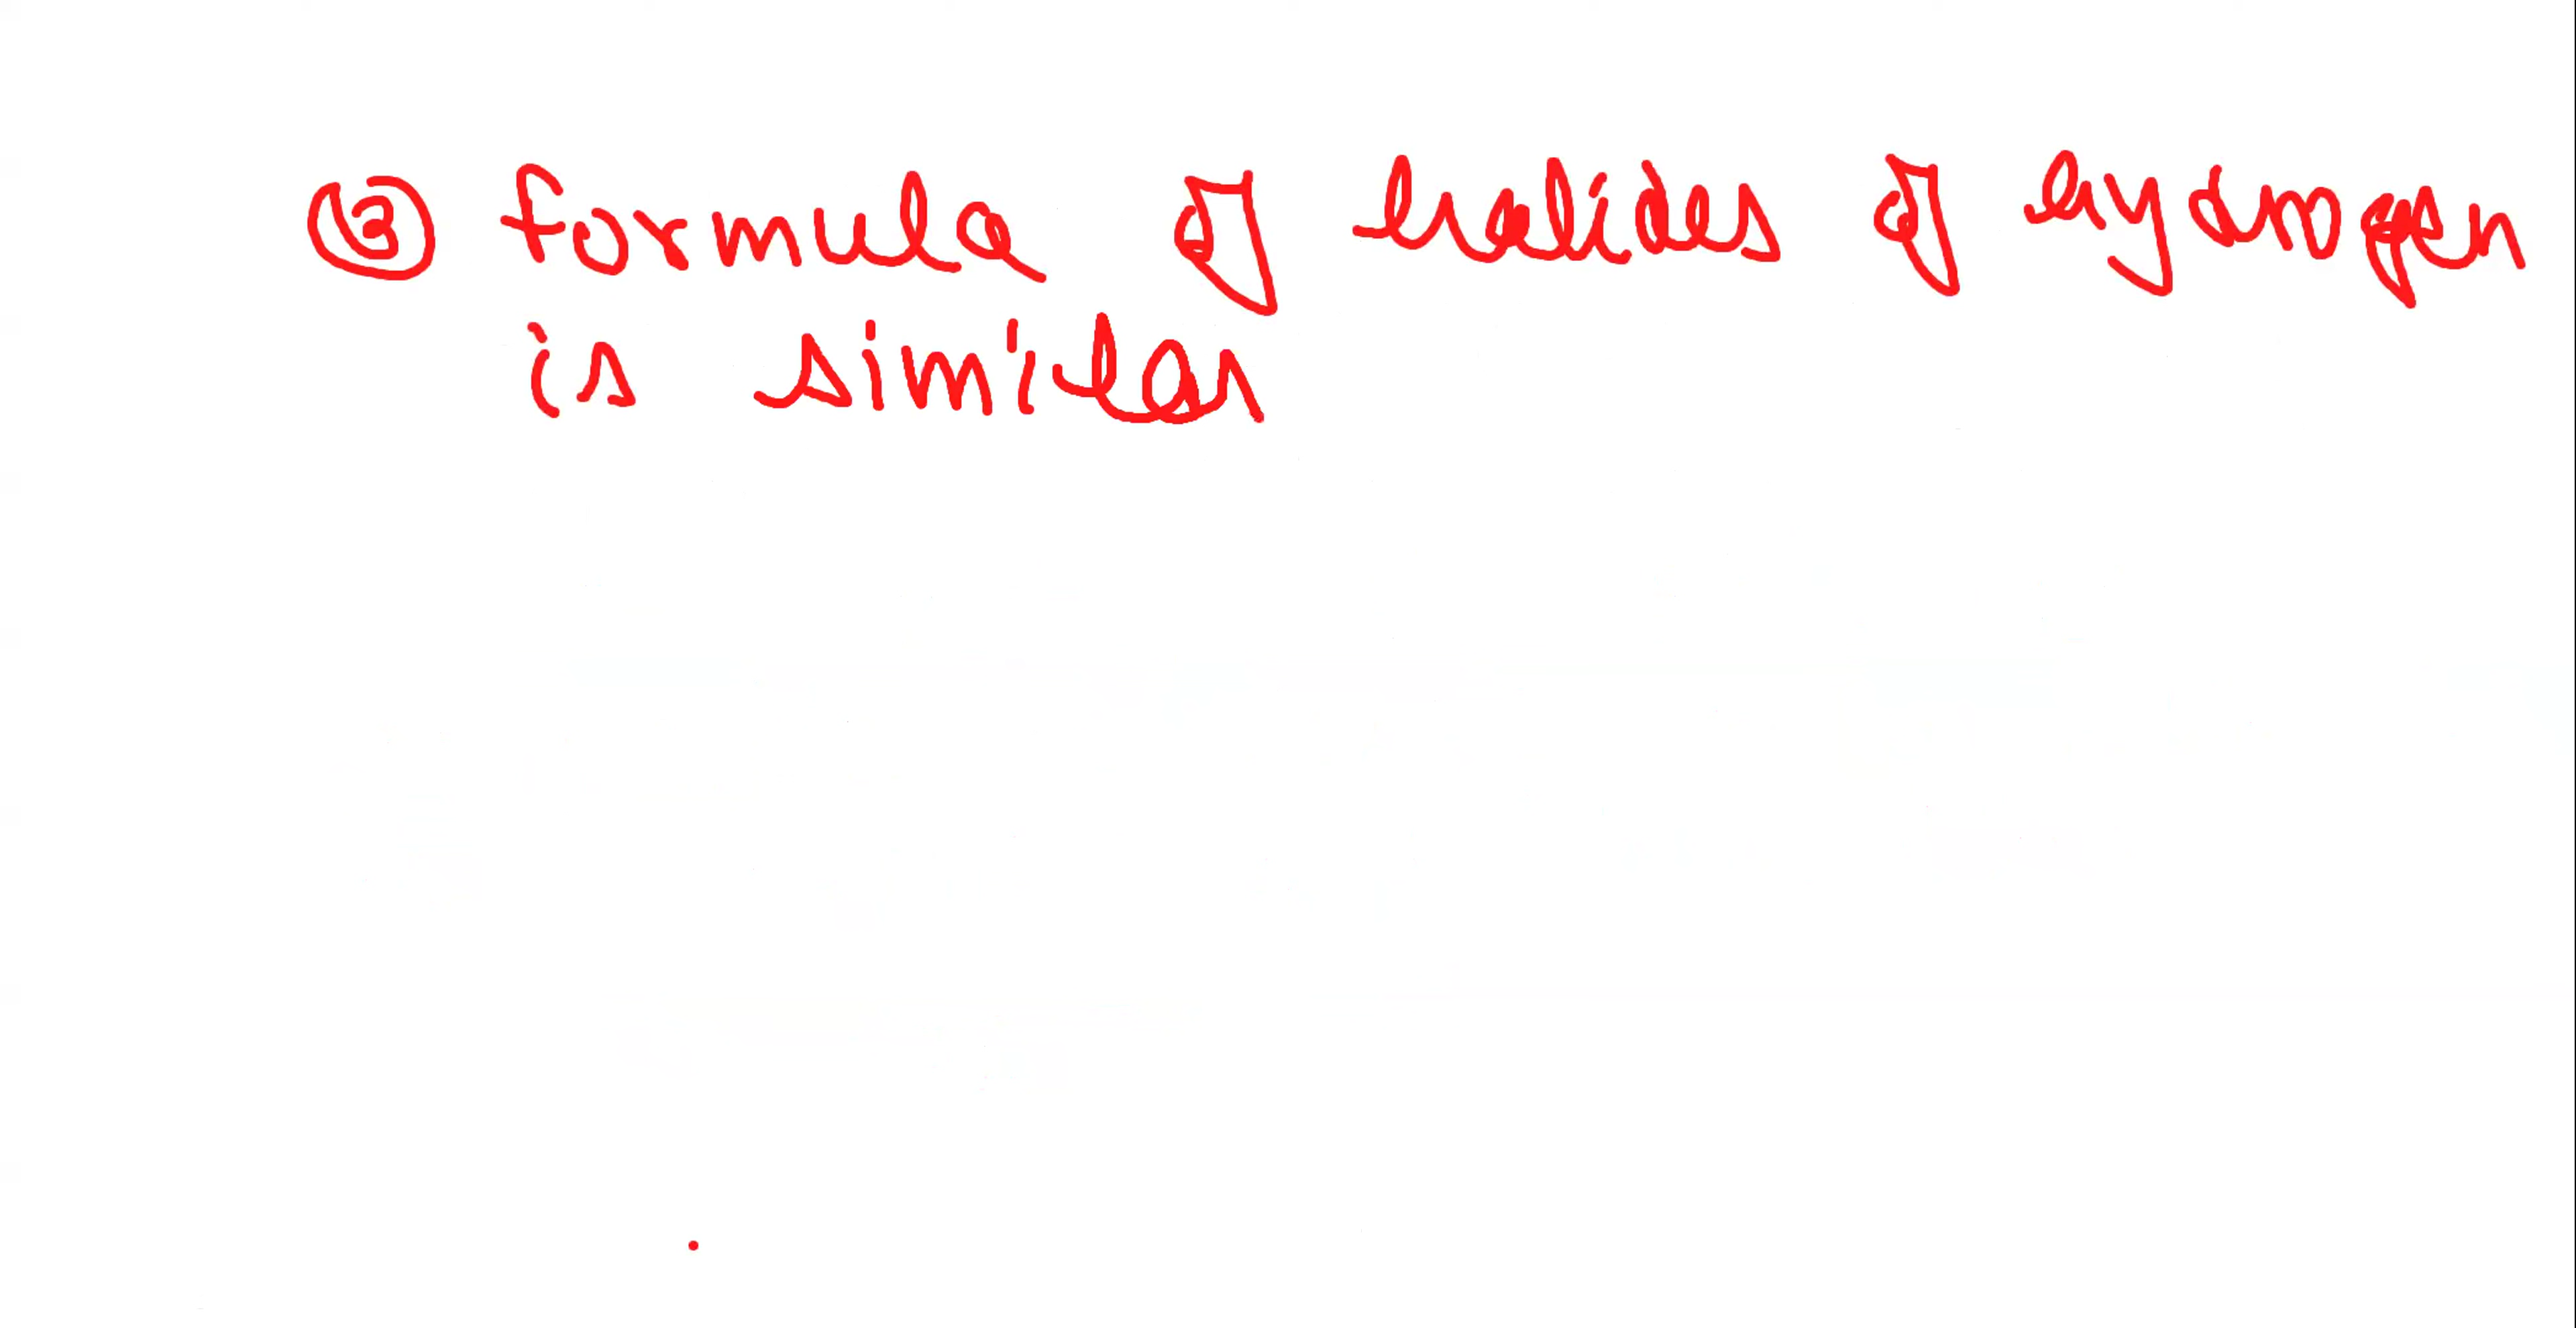 ③ formula of halides of hydrogen
is similar